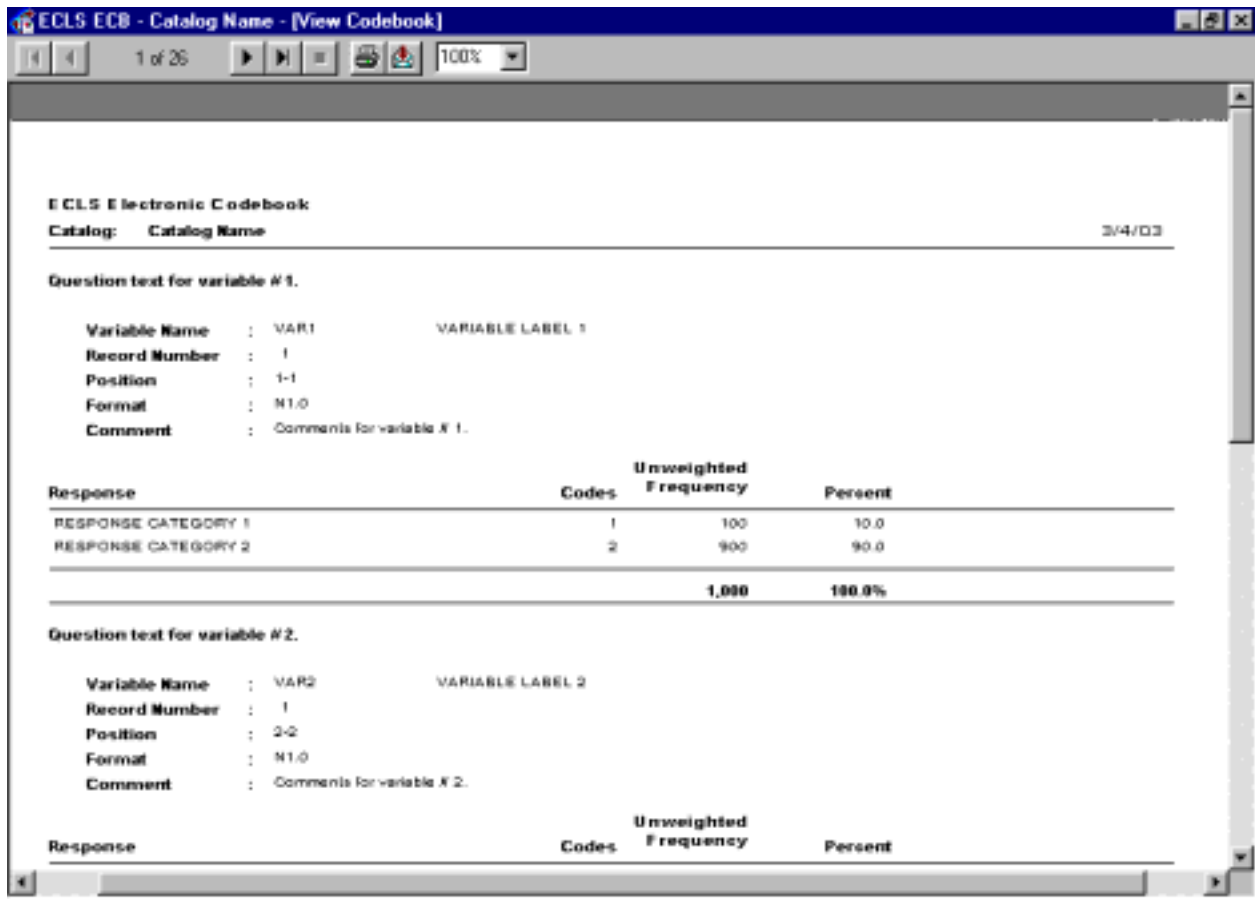 ECLS ECB - Catalog Name - [View Codebook]
1 of 26 100%
ECLS Electronic Codebook
Catalog: Catalog Name 3/4/03
Question text for variable #1.
Variable Name : VAR1 VARIABLE LABEL 1
Record Number : 1
Position : 1-1
Format : N1.0
Comment : Comments for variable # 1.
Unweighted
Response Codes Frequency Percent
RESPONSE CATEGORY 1 1 100 10.0
RESPONSE CATEGORY 2 2 900 90.0
1,000 100.0%
Question text for variable #2.
Variable Name : VAR2 VARIABLE LABEL 2
Record Number : 1
Position : 2-2
Format : N1.0
Comment : Comments for variable # 2.
Unweighted
Response Codes Frequency Percent